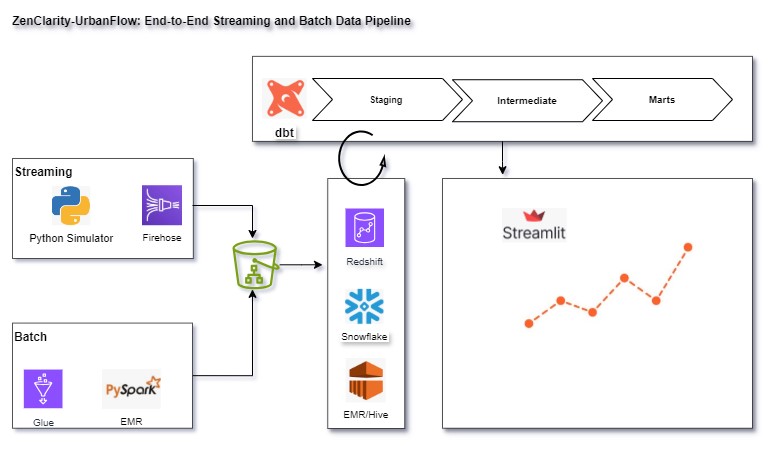 ZenClarity-UrbanFlow: End-to-End Streaming and Batch Data Pipeline
dbt
Staging
Intermediate
Marts
Streaming
Python Simulator
Firehose
Batch
Glue
PySpark
EMR
Redshift
Snowflake
EMR/Hive
Streamlit